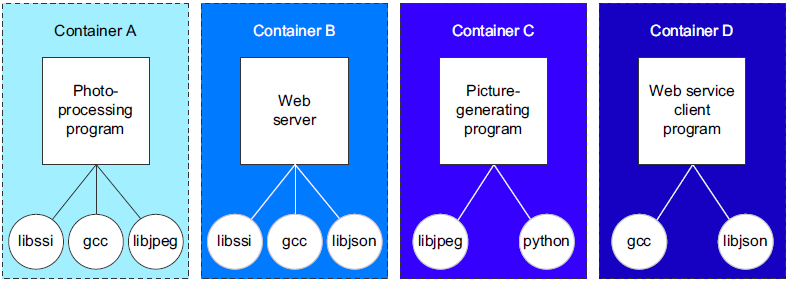 Container A
Photo-
processing
program
libssi
gcc
libjpeg
Container B
Web
server
libssi
gcc
libjson
Container C
Picture-
generating
program
libjpeg
python
Container D
Web service
client
program
gcc
libjson